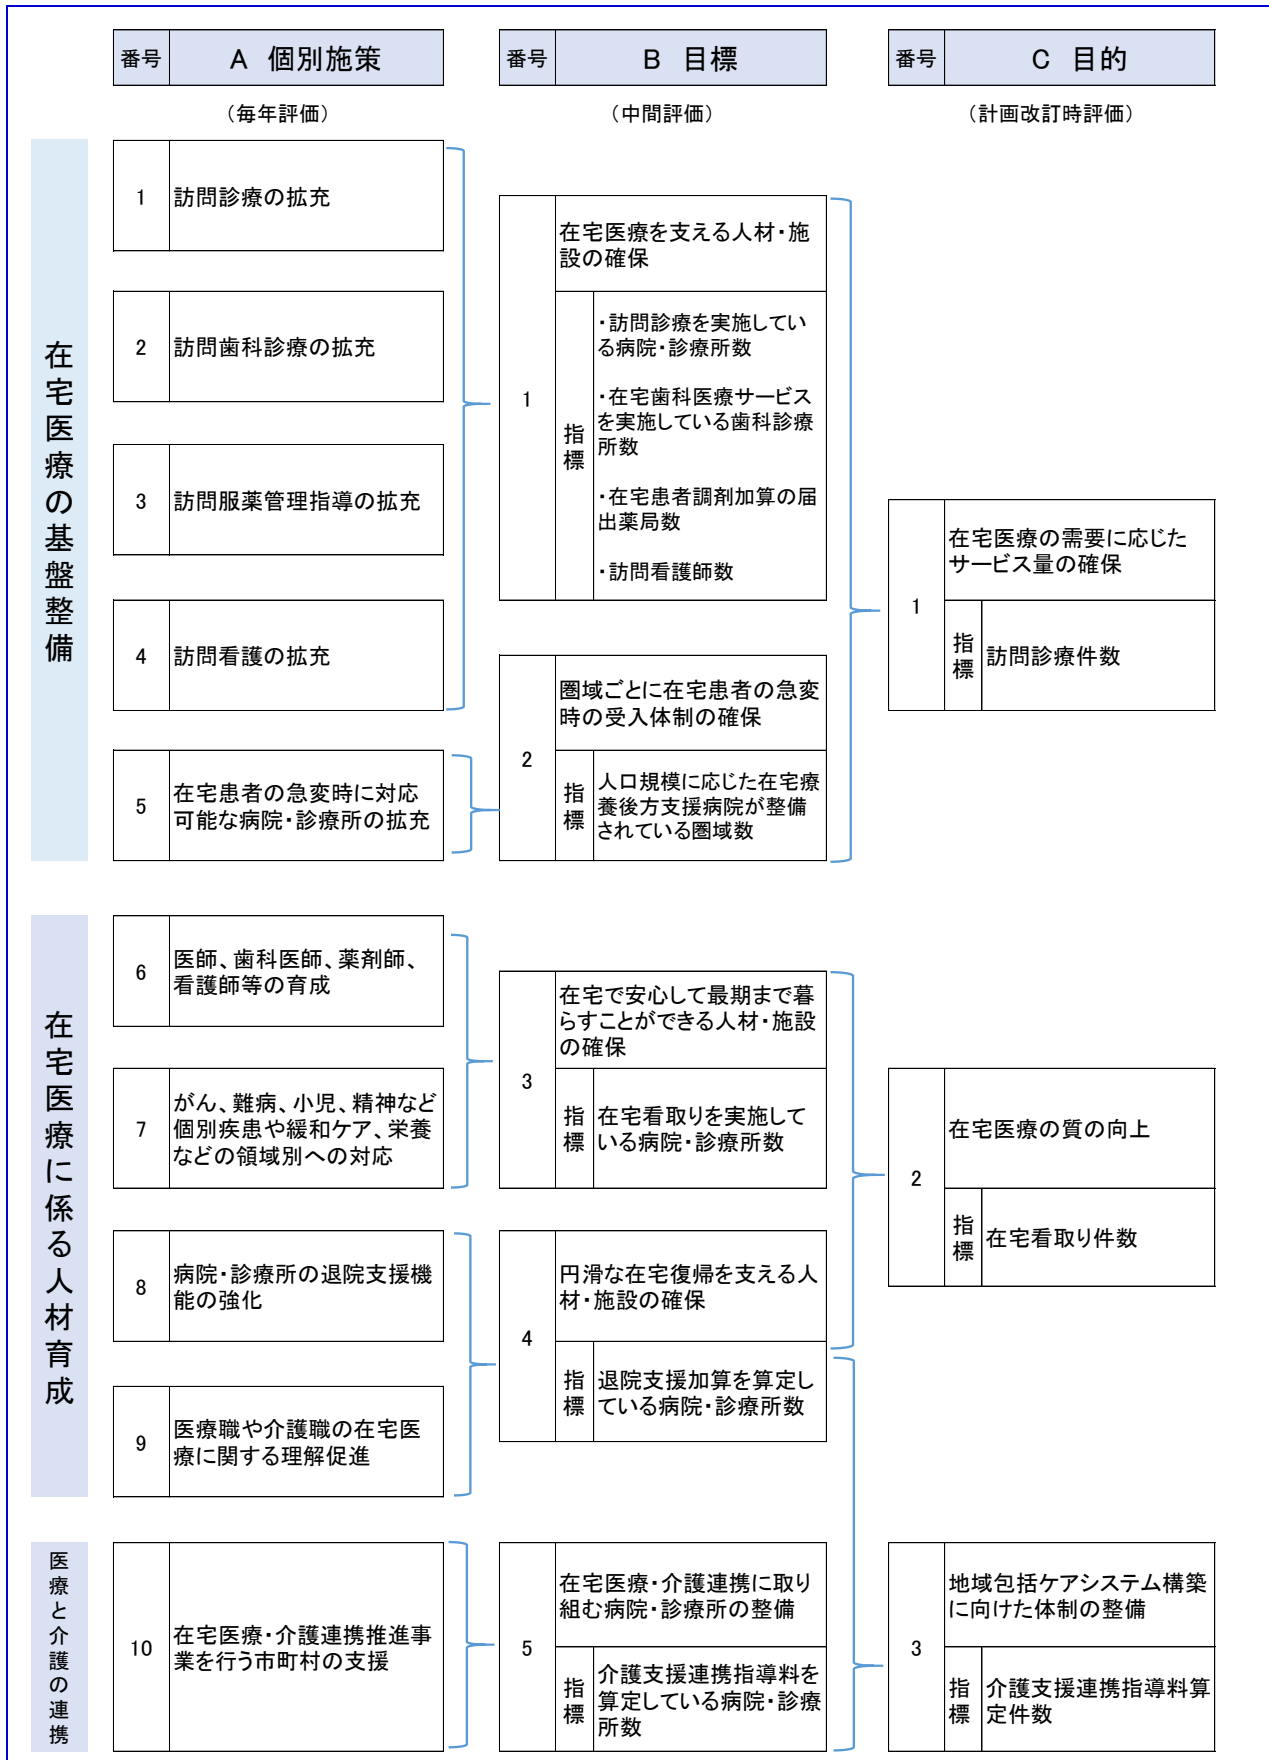 番号 A 個別施策
(毎年評価)
番号 B 目標
(中間評価)
番号 C 目的
(計画改訂時評価)
在宅医療の基盤整備
1 訪問診療の拡充
2 訪問歯科診療の拡充
3 訪問服薬管理指導の拡充
4 訪問看護の拡充
5 在宅患者の急変時に対応
可能な病院・診療所の拡充
1
在宅医療を支える人材・施
設の確保
指標
・訪問診療を実施してい
る病院・診療所数
・在宅歯科医療サービス
を実施している歯科診療
所数
・在宅患者調剤加算の届
出薬局数
・訪問看護師数
2
圏域ごとに在宅患者の急変
時の受入体制の確保
指標
人口規模に応じた在宅療
養後方支援病院が整備
されている圏域数
1
在宅医療の需要に応じた
サービス量の確保
指標
訪問診療件数
在宅医療に係る人材育成
6 医師、歯科医師、薬剤師、
看護師等の育成
7 がん、難病、小児、精神など
個別疾患や緩和ケア、栄養
などの領域別への対応
8 病院・診療所の退院支援機
能の強化
9 医療職や介護職の在宅医
療に関する理解促進
3
在宅で安心して最期まで暮
らすことができる人材・施設
の確保
指標
在宅看取りを実施して
いる病院・診療所数
4
円滑な在宅復帰を支える人
材・施設の確保
指標
退院支援加算を算定し
ている病院・診療所数
2
在宅医療の質の向上
指標
在宅看取り件数
医療と介護の連携
10 在宅医療・介護連携推進事
業を行う市町村の支援
5
在宅医療・介護連携に取り
組む病院・診療所の整備
指標
介護支援連携指導料を
算定している病院・診療
所数
3
地域包括ケアシステム構築
に向けた体制の整備
指標
介護支援連携指導料算
定件数